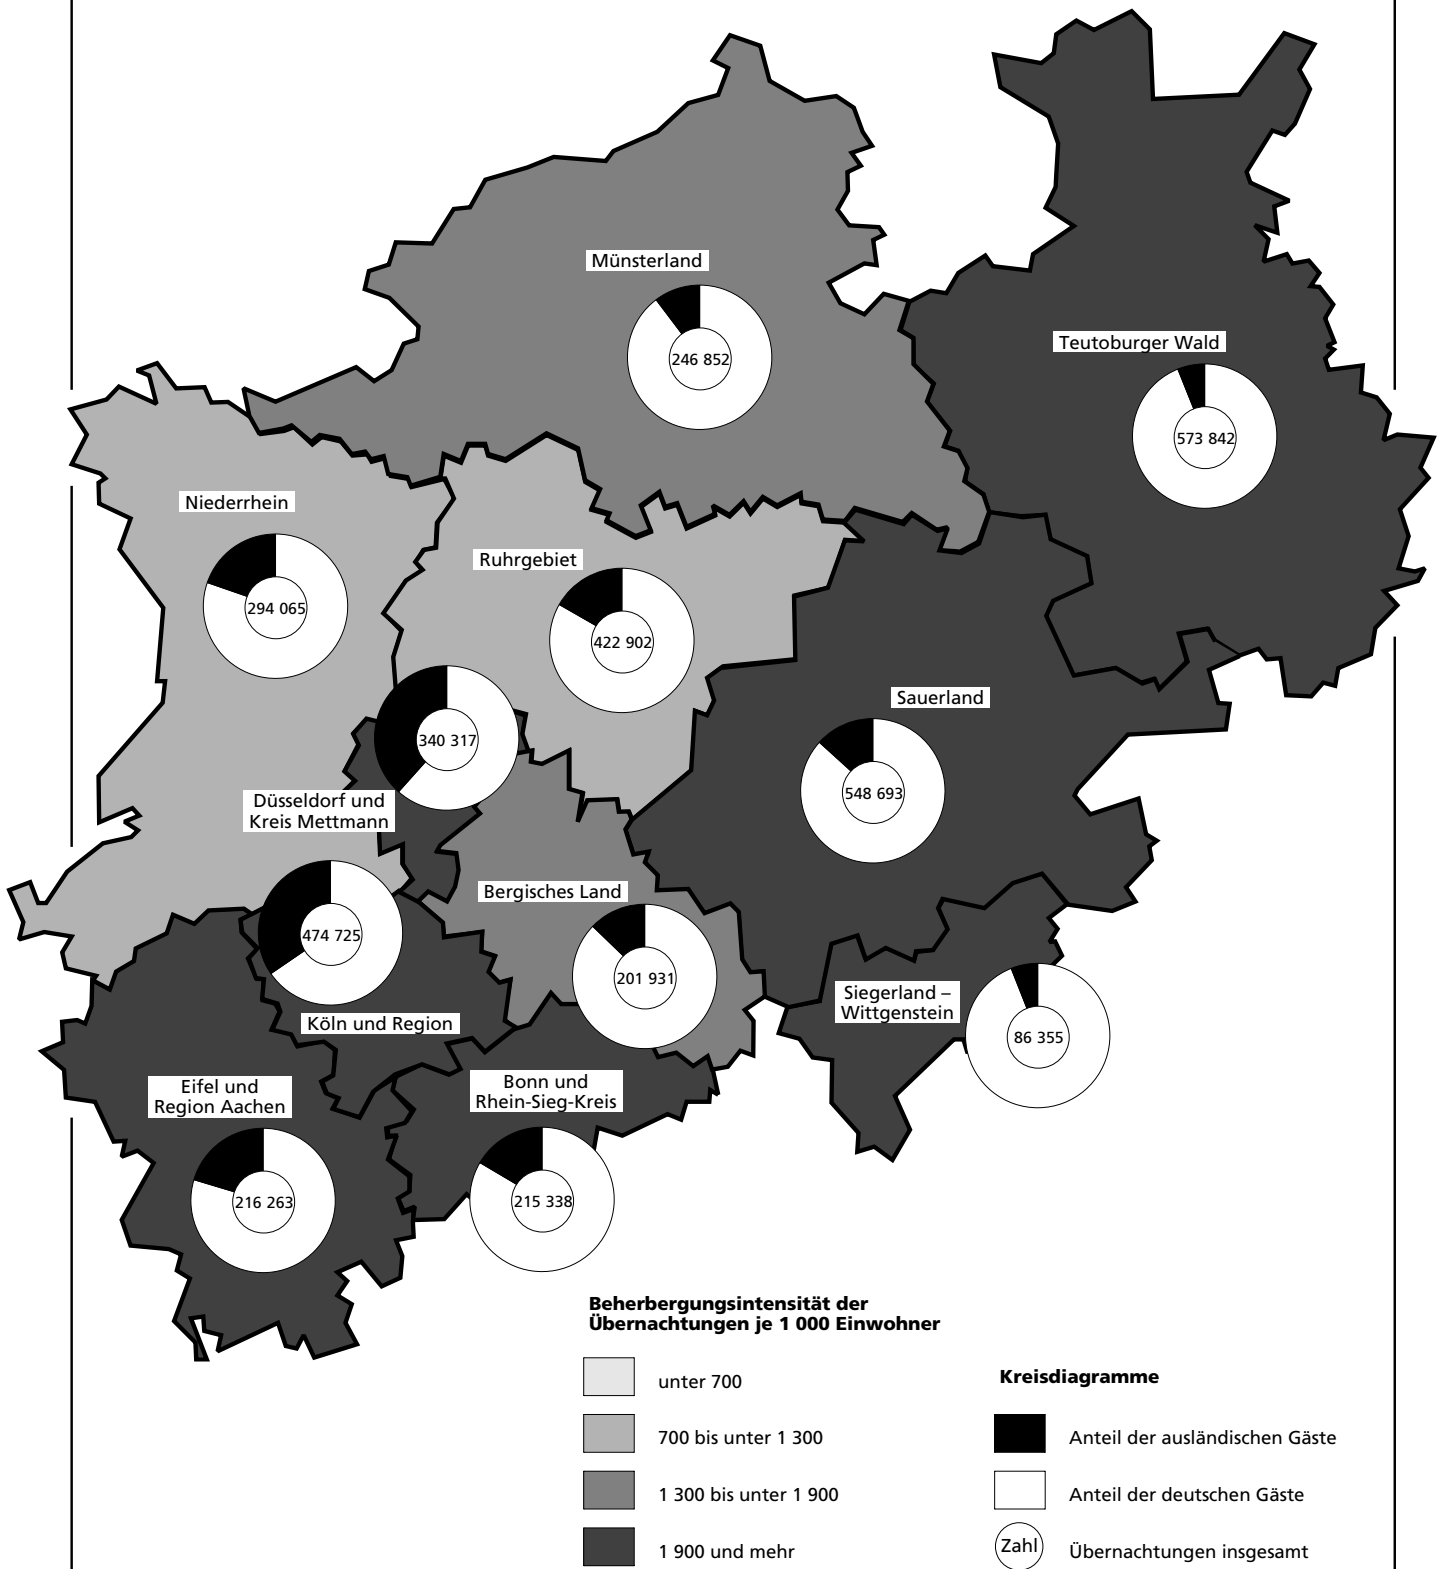 Münsterland
246 852
Teutoburger Wald
573 842
Niederrhein
294 065
Ruhrgebiet
422 902
Sauerland
548 693
340 317
Düsseldorf und
Kreis Mettmann
474 725
Köln und Region
Bergisches Land
201 931
Siegerland –
Wittgenstein
86 355
Eifel und
Region Aachen
216 263
Bonn und
Rhein-Sieg-Kreis
215 338
Beherbergungsintensität der
Übernachtungen je 1 000 Einwohner
unter 700
700 bis unter 1 300
1 300 bis unter 1 900
1 900 und mehr
Kreisdiagramme
Anteil der ausländischen Gäste
Anteil der deutschen Gäste
Zahl Übernachtungen insgesamt